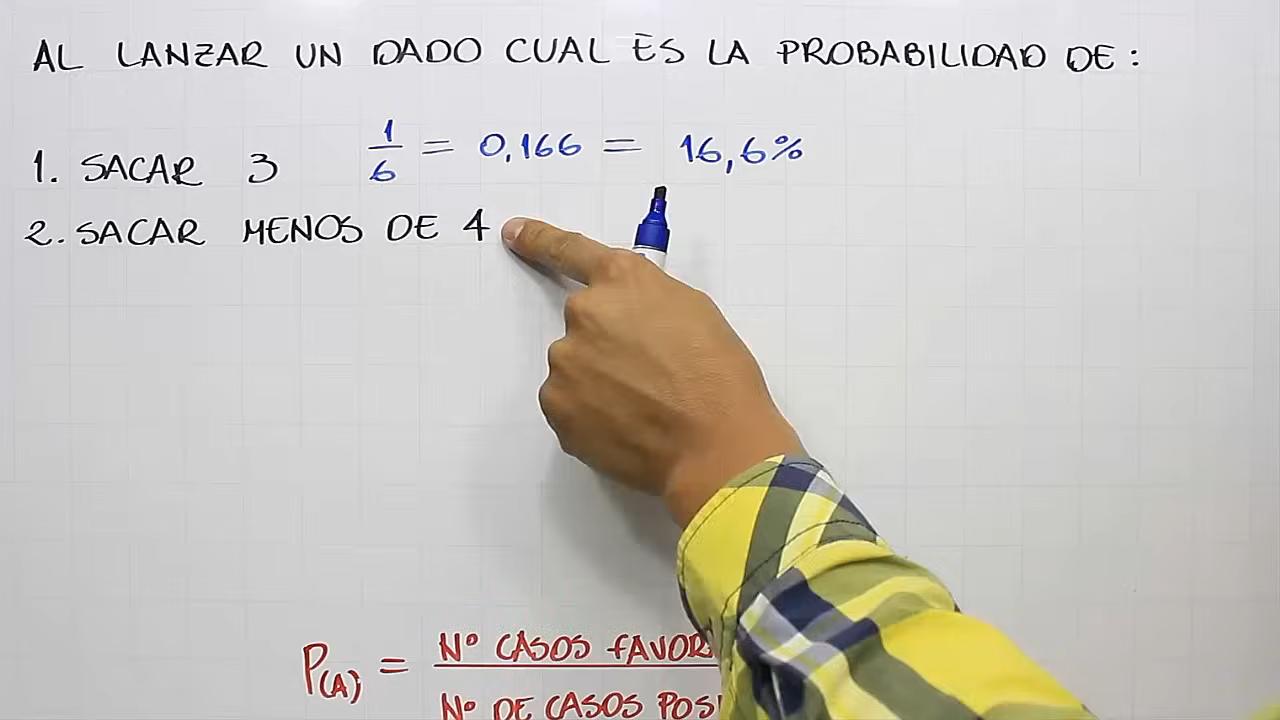 AL LANZAR UN DADO CUAL ES LA PROBABILIDAD DE:
1. SACAR 3 1/6 = 0,166 = 16,6%
2. SACAR MENOS DE 4
P(A) = Nº CASOS
Nº DE CASOS